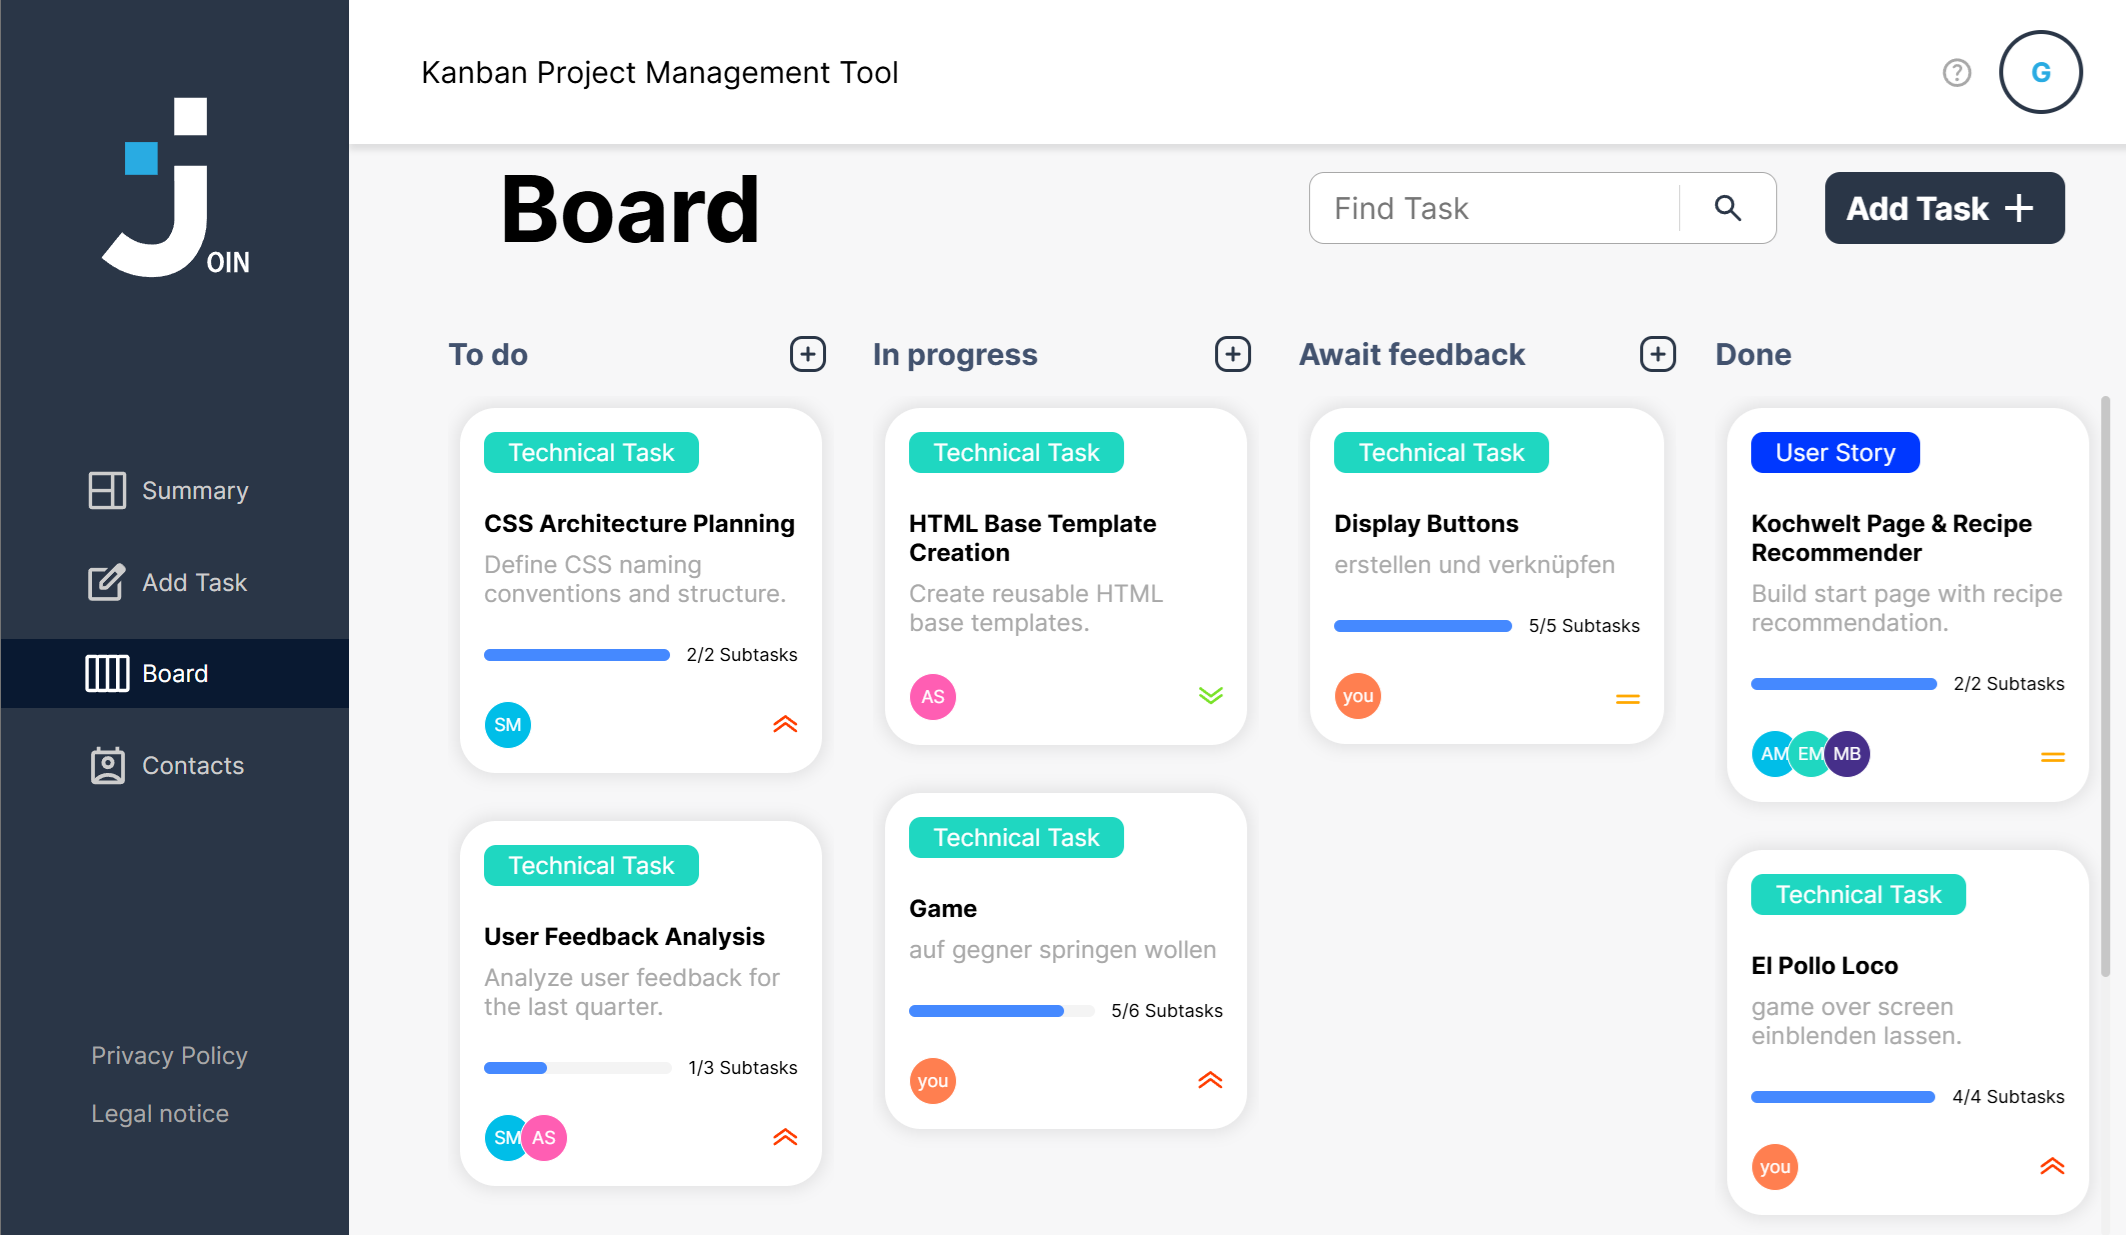 OIN
Summary
Add Task
Board
Contacts
Privacy Policy
Legal notice
Kanban Project Management Tool
?
G
Board
Find Task
Add Task
To do
Technical Task
CSS Architecture Planning
Define CSS naming
conventions and structure.
2/2 Subtasks
SM
Technical Task
User Feedback Analysis
Analyze user feedback for
the last quarter.
1/3 Subtasks
SM AS
In progress
Technical Task
HTML Base Template
Creation
Create reusable HTML
base templates.
AS
Technical Task
Game
auf gegner springen wollen
5/6 Subtasks
you
Await feedback
Technical Task
Display Buttons
erstellen und verknüpfen
5/5 Subtasks
you
Done
User Story
Kochwelt Page & Recipe
Recommender
Build start page with recipe
recommendation.
2/2 Subtasks
AM EM MB
Technical Task
El Pollo Loco
game over screen
einblenden lassen.
4/4 Subtasks
you